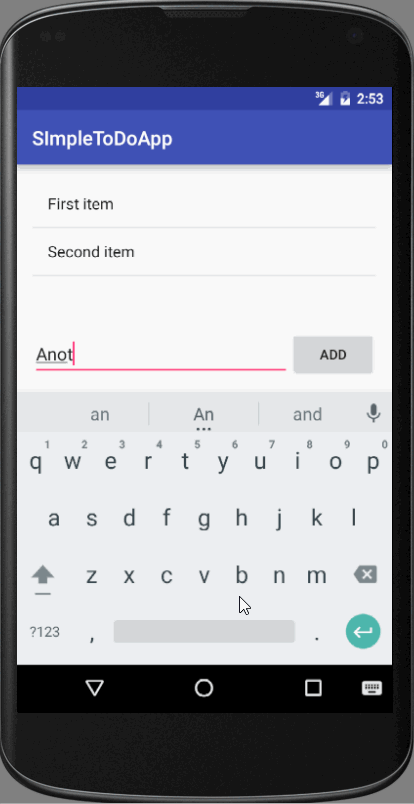 3G 2:53
SImpleToDoApp
First item
Second item
Anot ADD
an An and
1 2 3 4 5 6 7 8 9 0
q w e r t y u i o p
a s d f g h j k l
z x c v b n m
?123 , .